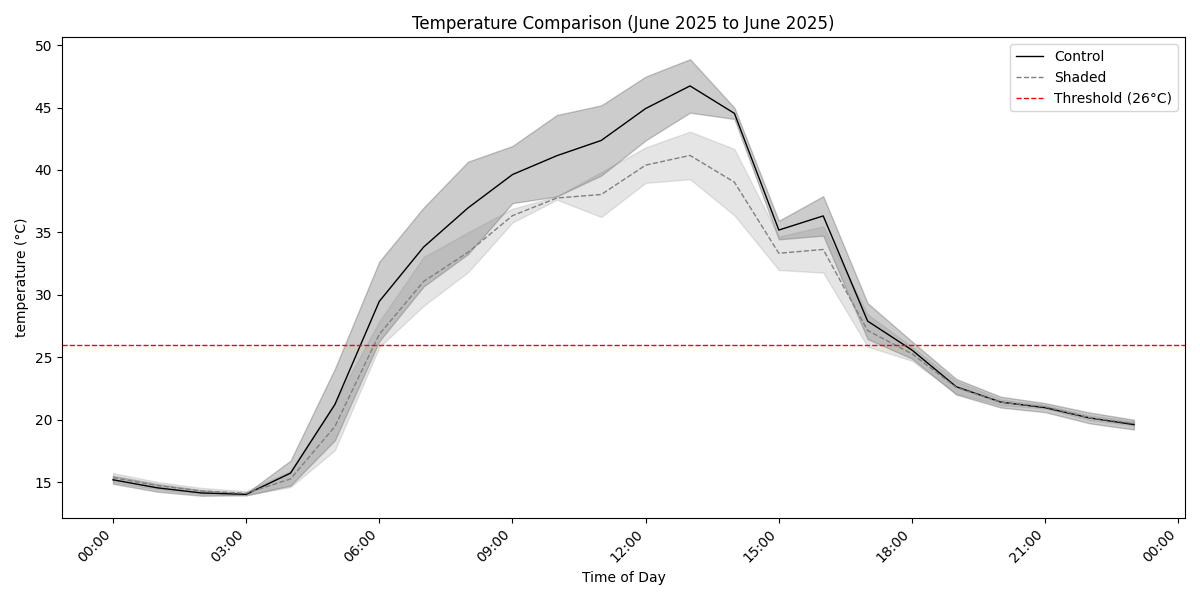 Temperature Comparison (June 2025 to June 2025)
50
45
40
35
30
25
20
15
temperature (°C)
Control
Shaded
Threshold (26°C)
00:00
03:00
06:00
09:00
12:00
15:00
18:00
21:00
00:00
Time of Day